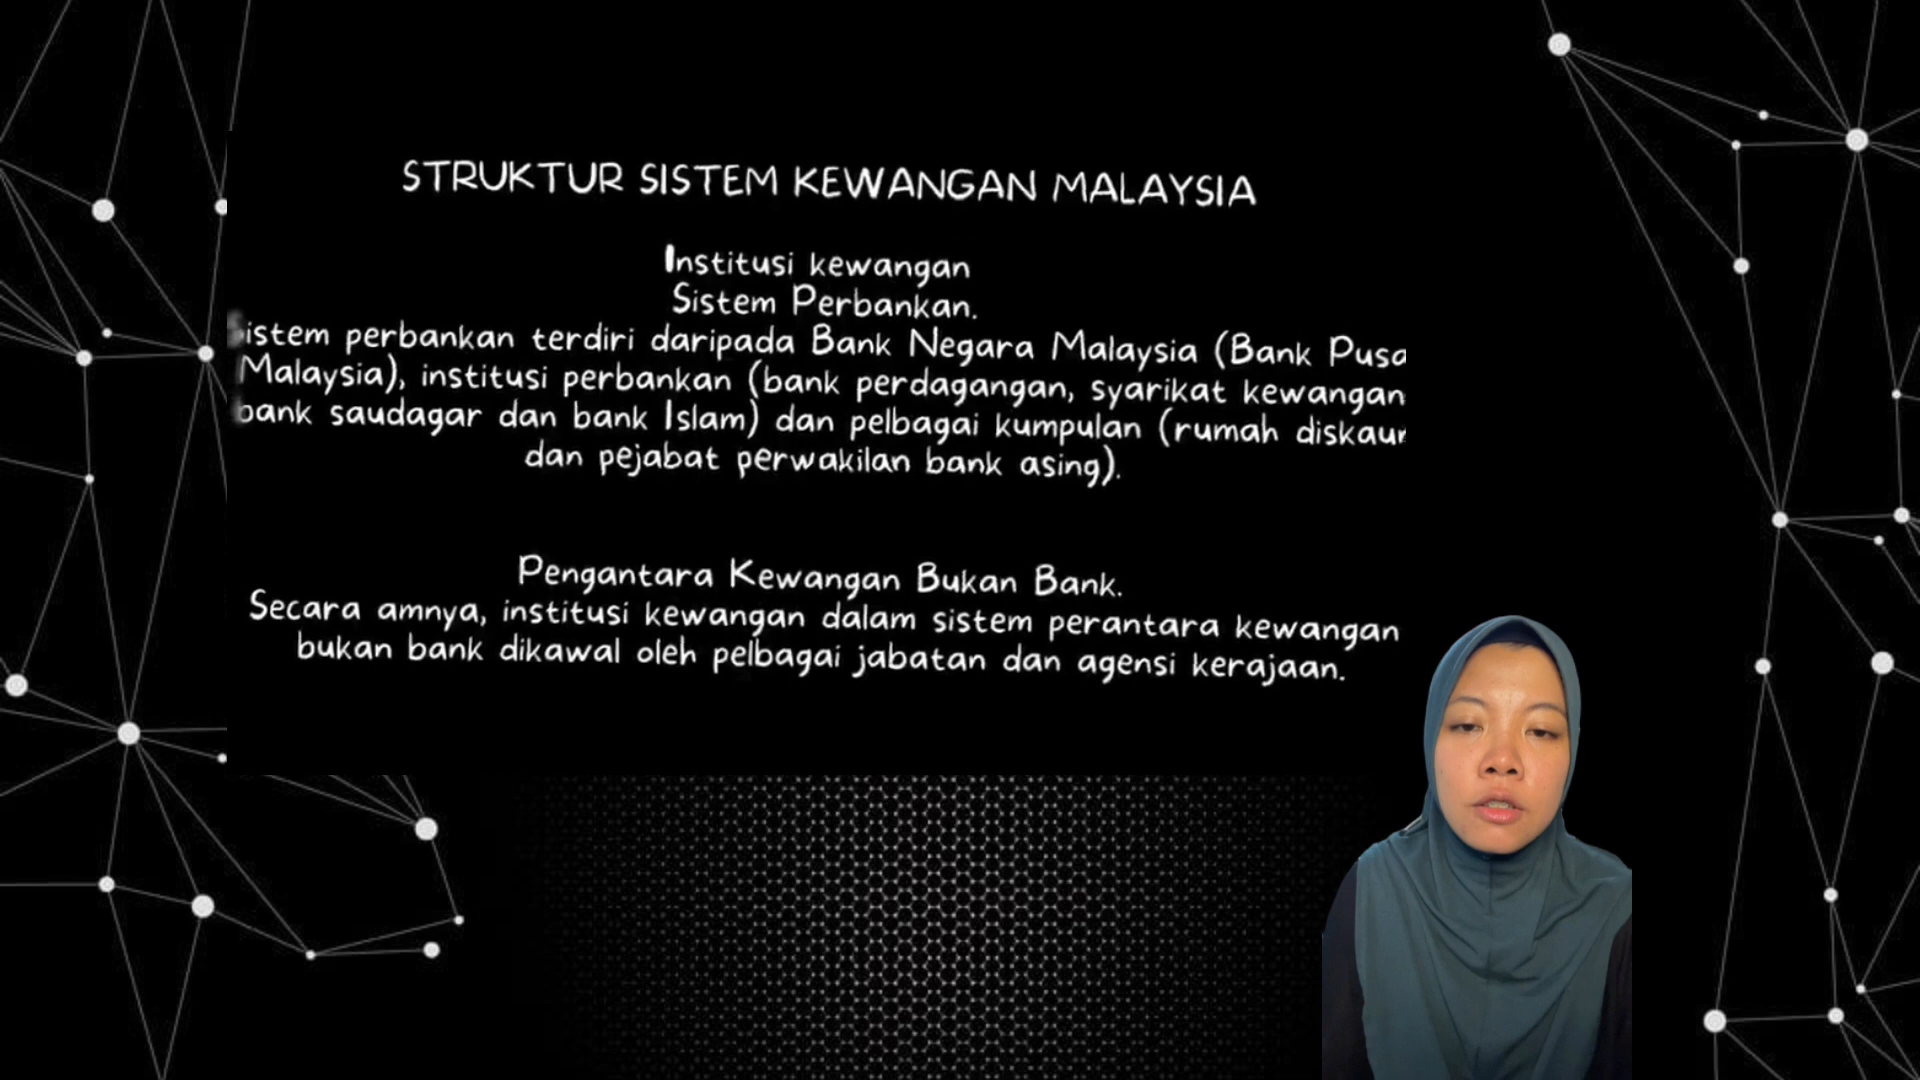 STRUKTUR SISTEM KEWANGAN MALAYSIA
Institusi kewangan
Sistem Perbankan.
Sistem perbankan terdiri daripada Bank Negara Malaysia (Bank Pusa
Malaysia), institusi perbankan (bank perdagangan, syarikat kewangan
bank saudagar dan bank Islam) dan pelbagai kumpulan (rumah diskaun
dan pejabat perwakilan bank asing).
Pengantara Kewangan Bukan Bank.
Secara amnya, institusi kewangan dalam sistem perantara kewangan
bukan bank dikawal oleh pelbagai jabatan dan agensi kerajaan.